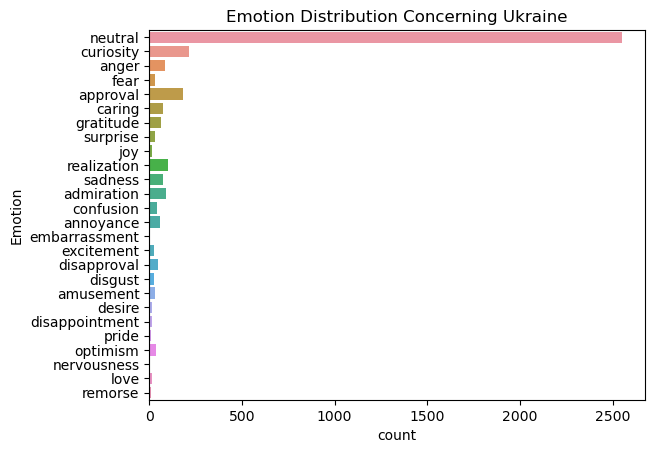 Emotion Distribution Concerning Ukraine
Emotion
neutral
curiosity
anger
fear
approval
caring
gratitude
surprise
joy
realization
sadness
admiration
confusion
annoyance
embarrassment
excitement
disapproval
disgust
amusement
desire
disappointment
pride
optimism
nervousness
love
remorse
0 500 1000 1500 2000 2500
count